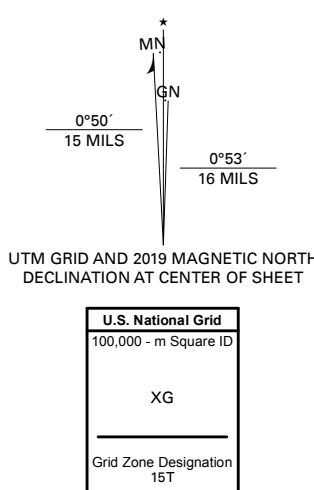 MN
GN
0°50´
15 MILS
0°53´
16 MILS
UTM GRID AND 2019 MAGNETIC NORTH
DECLINATION AT CENTER OF SHEET
U.S. National Grid
100,000 - m Square ID
XG
Grid Zone Designation
15T